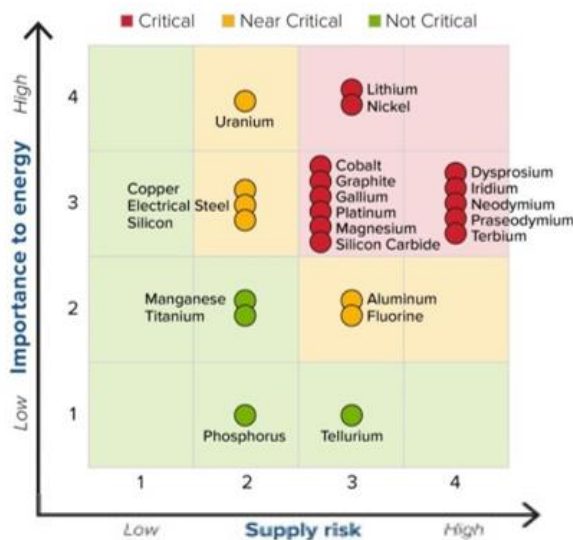 Critical
Near Critical
Not Critical
High
4
Uranium
Lithium
Nickel
Importance to energy
3
Copper
Electrical Steel
Silicon
Cobalt
Graphite
Gallium
Platinum
Magnesium
Silicon Carbide
Dysprosium
Iridium
Neodymium
Praseodymium
Terbium
2
Manganese
Titanium
Aluminum
Fluorine
Low
1
Phosphorus
Tellurium
1
2
3
4
Low
Supply risk
High